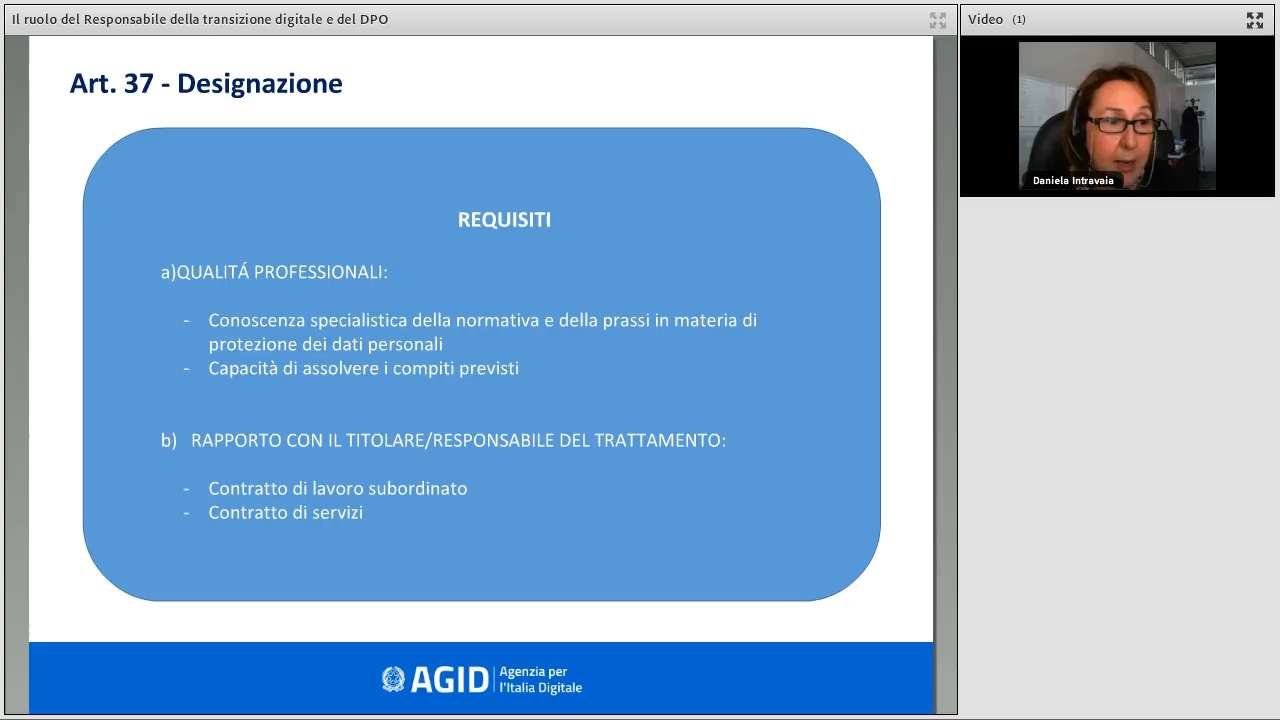 Il ruolo del Responsabile della transizione digitale e del DPO
Video (1)
Daniela Intravaia
Art. 37 - Designazione
REQUISITI
a)QUALITÁ PROFESSIONALI:
- Conoscenza specialistica della normativa e della prassi in materia di
protezione dei dati personali
- Capacità di assolvere i compiti previsti
b) RAPPORTO CON IL TITOLARE/RESPONSABILE DEL TRATTAMENTO:
- Contratto di lavoro subordinato
- Contratto di servizi
AGID Agenzia per
l'Italia Digitale